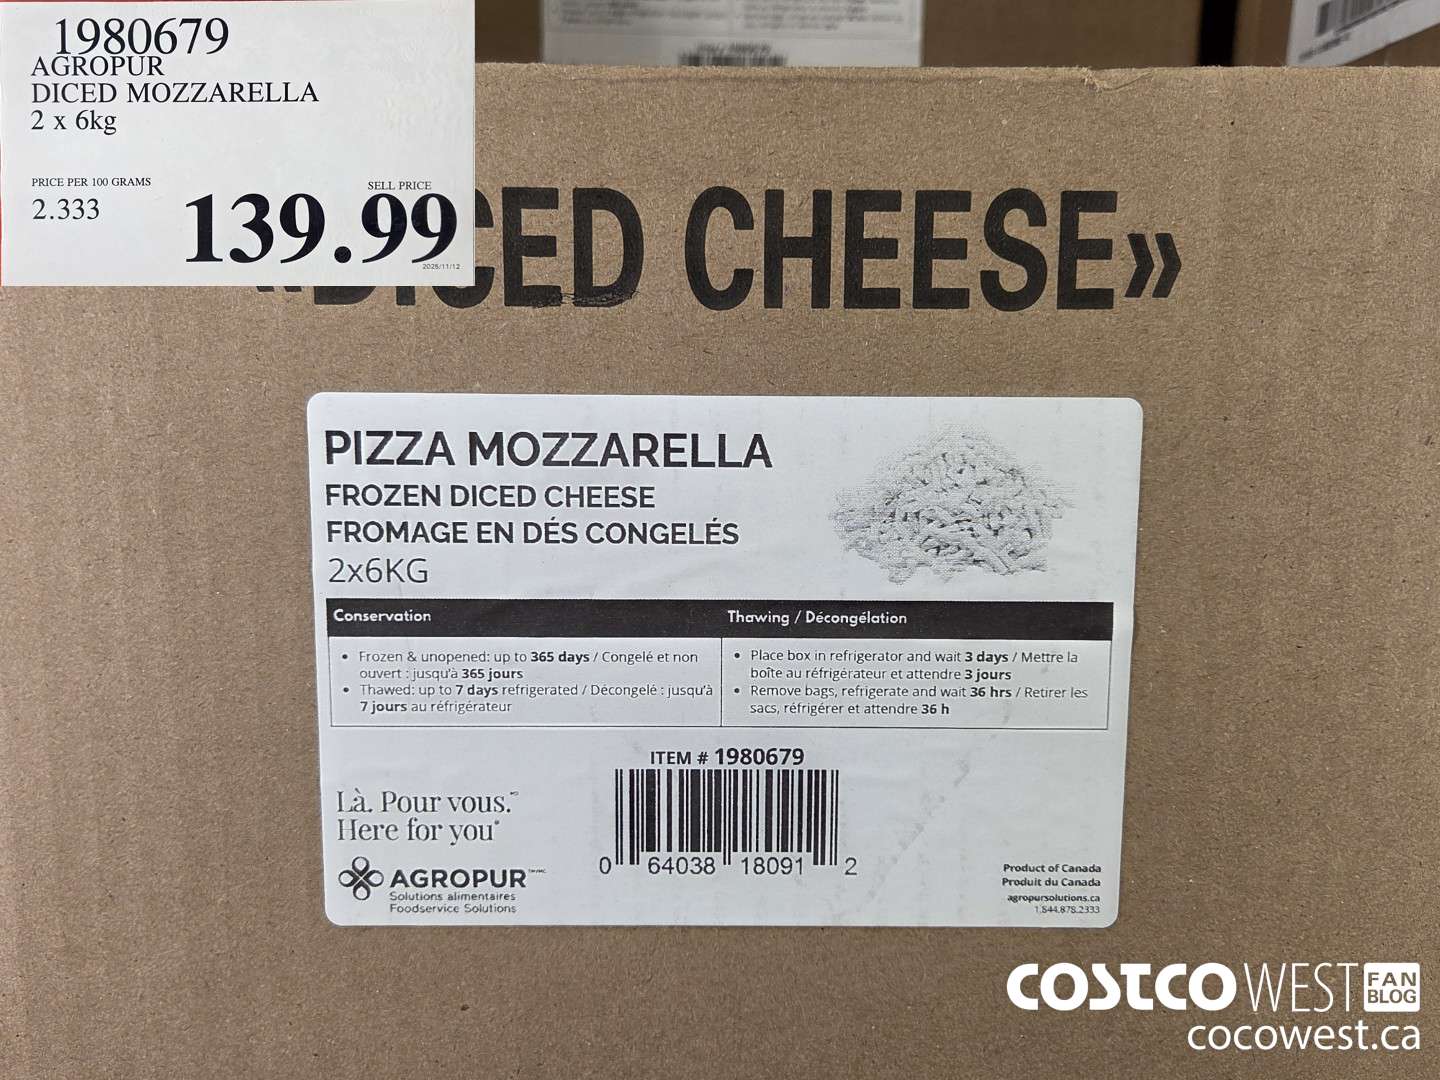 1980679
AGROPUR
DICED MOZZARELLA
2 x 6kg
PRICE PER 100 GRAMS
SELL PRICE
2.333
139.99
2025/11/12
«DICED CHEESE»
PIZZA MOZZARELLA
FROZEN DICED CHEESE
FROMAGE EN DÉS CONGELÉS
2x6KG
Conservation
Thawing / Décongélation
• Frozen & unopened: up to 365 days / Congelé et non
ouvert : jusqu'à 365 jours
• Thawed: up to 7 days refrigerated / Décongelé : jusqu'à
7 jours au réfrigérateur
• Place box in refrigerator and wait 3 days / Mettre la
boîte au réfrigérateur et attendre 3 jours
• Remove bags, refrigerate and wait 36 hrs / Retirer les
sacs, réfrigérer et attendre 36 h
ITEM # 1980679
0 64038 18091 2
Là. Pour vous.
Here for you
AGROPUR
Solutions alimentaires
Foodservice Solutions
Product of Canada
Produit du Canada
agropursolutions.ca
1.844.878.2333
COSTCO WEST FAN BLOG
cocowest.ca